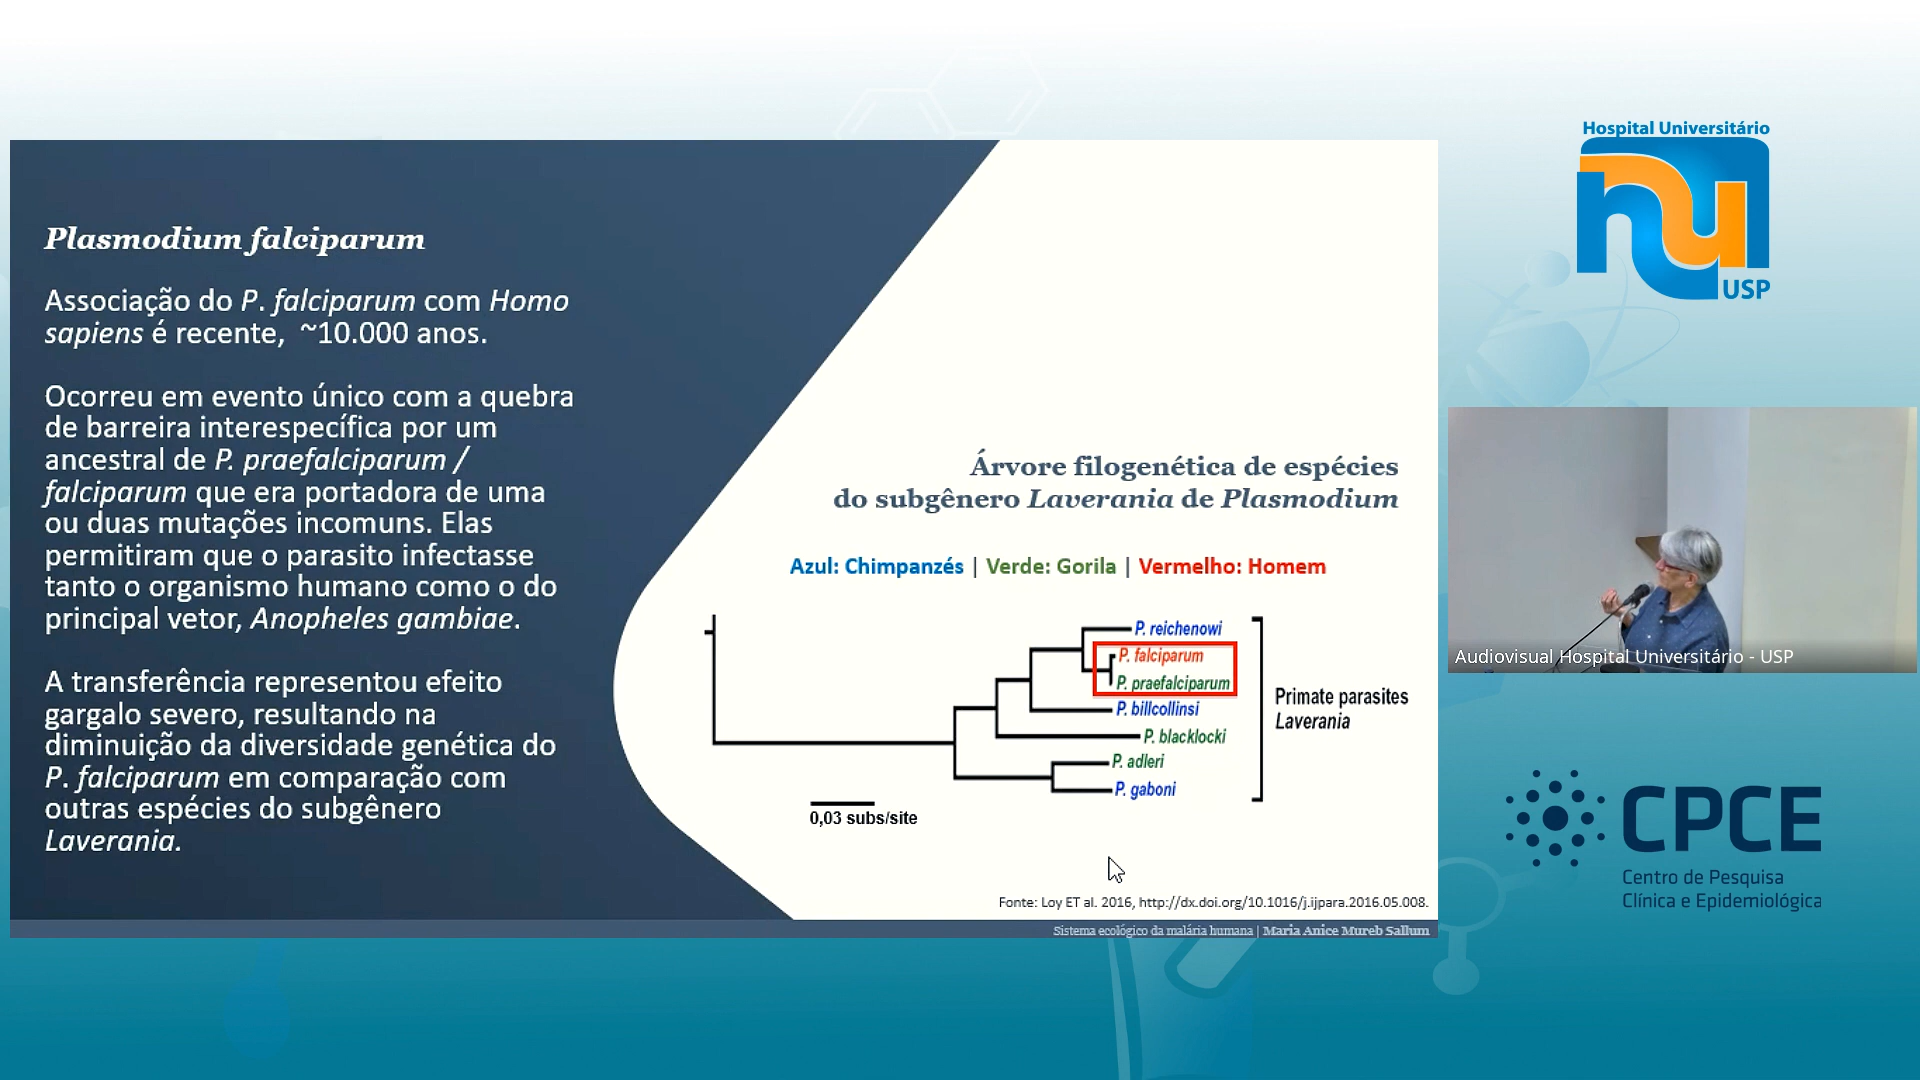 Plasmodium falciparum
Associação do P. falciparum com Homo
sapiens é recente, ~10.000 anos.
Ocorreu em evento único com a quebra
de barreira interespecífica por um
ancestral de P. praefalciparum /
falciparum que era portadora de uma
ou duas mutações incomuns. Elas
permitiram que o parasito infectasse
tanto o organismo humano como o do
principal vetor, Anopheles gambiae.
A transferência representou efeito
gargalo severo, resultando na
diminuição da diversidade genética do
P. falciparum em comparação com
outras espécies do subgênero
Laverania.
Árvore filogenética de espécies
do subgênero Laverania de Plasmodium
Azul: Chimpanzés | Verde: Gorila | Vermelho: Homem
P. reichenowi
P. falciparum
P. praefalciparum
P. billcollinsi
P. blacklocki
P. adleri
P. gaboni
Primate parasites
Laverania
0,03 subs/site
Fonte: Loy ET al. 2016, http://dx.doi.org/10.1016/j.ijpara.2016.05.008.
Sistema ecológico da malária humana | Maria Anice Mureb Sallum
Hospital Universitário
hu
USP
Audiovisual Hospital Universitário - USP
CPCE
Centro de Pesquisa
Clínica e Epidemiológica